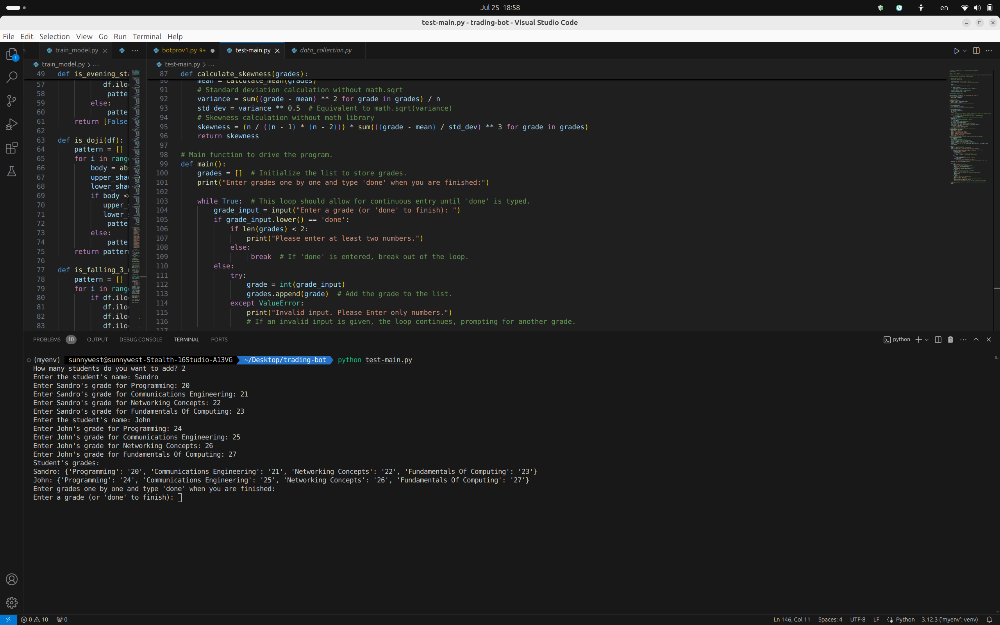 Jul 25 18:58
en
test-main.py - trading-bot - Visual Studio Code
File Edit Selection View Go Run Terminal Help
1
s
train_model.py
botprov1.py 9+
test-main.py
data_collection.py
train_model.py > ...
49 def is_evening_sta
57 df.iloc
58 patte
59 else:
60 patte
61 return [False
62
63 def is_doji(df):
64 pattern = []
65 for i in rang
66 body = abs
67 upper_shad
68 lower_shad
69 if body <=
70 upper_s
71 lower_s
72 patte
73 else:
74 patte
75 return pattern
76
77 def is_falling_3_
78 pattern = []
79 for i in rang
80 if df.iloc
81 df.iloc
82 df.iloc
83 df.iloc
test-main.py > ...
87 def calculate_skewness(grades):
90 mean = calculate_mean(grades)
91 # Standard deviation calculation without math.sqrt
92 variance = sum((grade - mean) ** 2 for grade in grades) / n
93 std_dev = variance ** 0.5  # Equivalent to math.sqrt(variance)
94 # Skewness calculation without math library
95 skewness = (n / ((n - 1) * (n - 2))) * sum(((grade - mean) / std_dev) ** 3 for grade in grades)
96 return skewness
97
98 # Main function to drive the program.
99 def main():
100 grades = []  # Initialize the list to store grades.
101 print("Enter grades one by one and type 'done' when you are finished:")
102
103 while True:  # This loop should allow for continuous entry until 'done' is typed.
104 grade_input = input("Enter a grade (or 'done' to finish): ")
105 if grade_input.lower() == 'done':
106 if len(grades) < 2:
107 print("Please enter at least two numbers.")
108 else:
109 break  # If 'done' is entered, break out of the loop.
110 else:
111 try:
112 grade = int(grade_input)
113 grades.append(grade)  # Add the grade to the list.
114 except ValueError:
115 print("Invalid input. Please Enter only numbers.")
116 # If an invalid input is given, the loop continues, prompting for another grade.
117
PROBLEMS 10 OUTPUT DEBUG CONSOLE TERMINAL PORTS
python
(myenv) sunnywest@sunnywest-Stealth-16Studio-A13VG ~/Desktop/trading-bot python test-main.py
How many students do you want to add? 2
Enter the student's name: Sandro
Enter Sandro's grade for Programming: 20
Enter Sandro's grade for Communications Engineering: 21
Enter Sandro's grade for Networking Concepts: 22
Enter Sandro's grade for Fundamentals Of Computing: 23
Enter the student's name: John
Enter John's grade for Programming: 24
Enter John's grade for Communications Engineering: 25
Enter John's grade for Networking Concepts: 26
Enter John's grade for Fundamentals Of Computing: 27
Student's grades:
Sandro: {'Programming': '20', 'Communications Engineering': '21', 'Networking Concepts': '22', 'Fundamentals Of Computing': '23'}
John: {'Programming': '24', 'Communications Engineering': '25', 'Networking Concepts': '26', 'Fundamentals Of Computing': '27'}
Enter grades one by one and type 'done' when you are finished:
Enter a grade (or 'done' to finish):
0 10 0
Ln 146, Col 11 Spaces: 4 UTF-8 LF Python 3.12.3 ('myenv': venv)